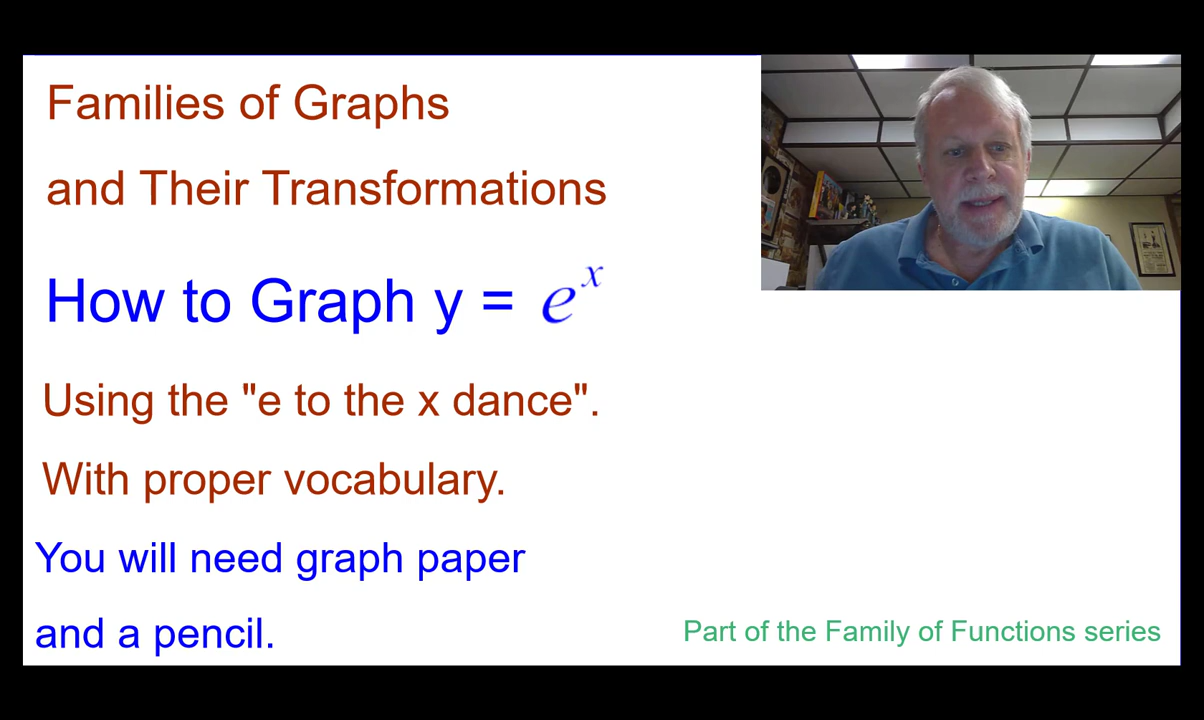 Families of Graphs
and Their Transformations
How to Graph y = eˣ
Using the "e to the x dance".
With proper vocabulary.
You will need graph paper
and a pencil.
Part of the Family of Functions series